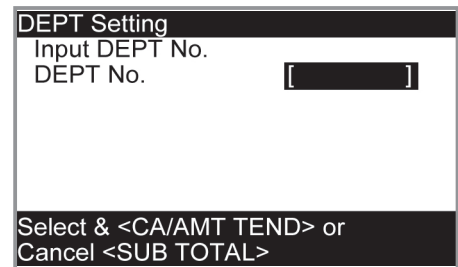 DEPT Setting
Input DEPT No.
DEPT No. [ ]
Select & <CA/AMT TEND> or
Cancel <SUB TOTAL>